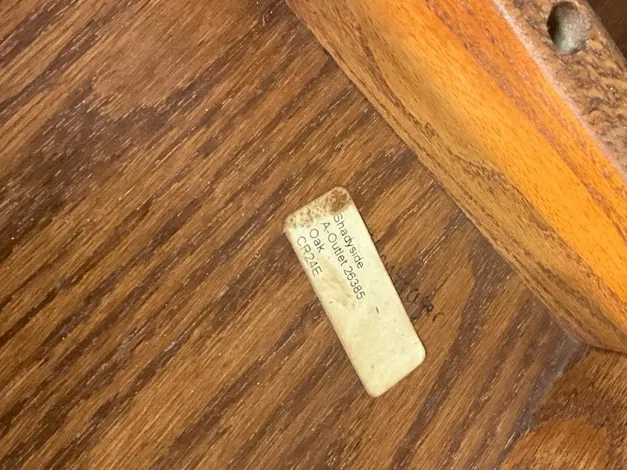 Shadyside
A-Outlet 26385
Oak
CR24E